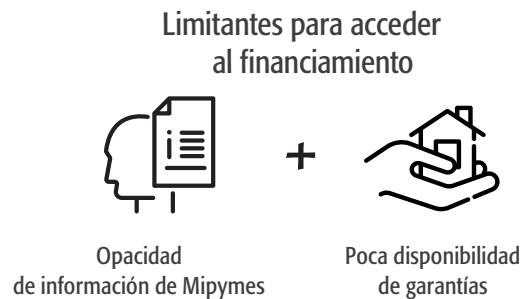 Limitantes para acceder
al financiamiento
+
Opacidad
de información de Mipymes
Poca disponibilidad
de garantías